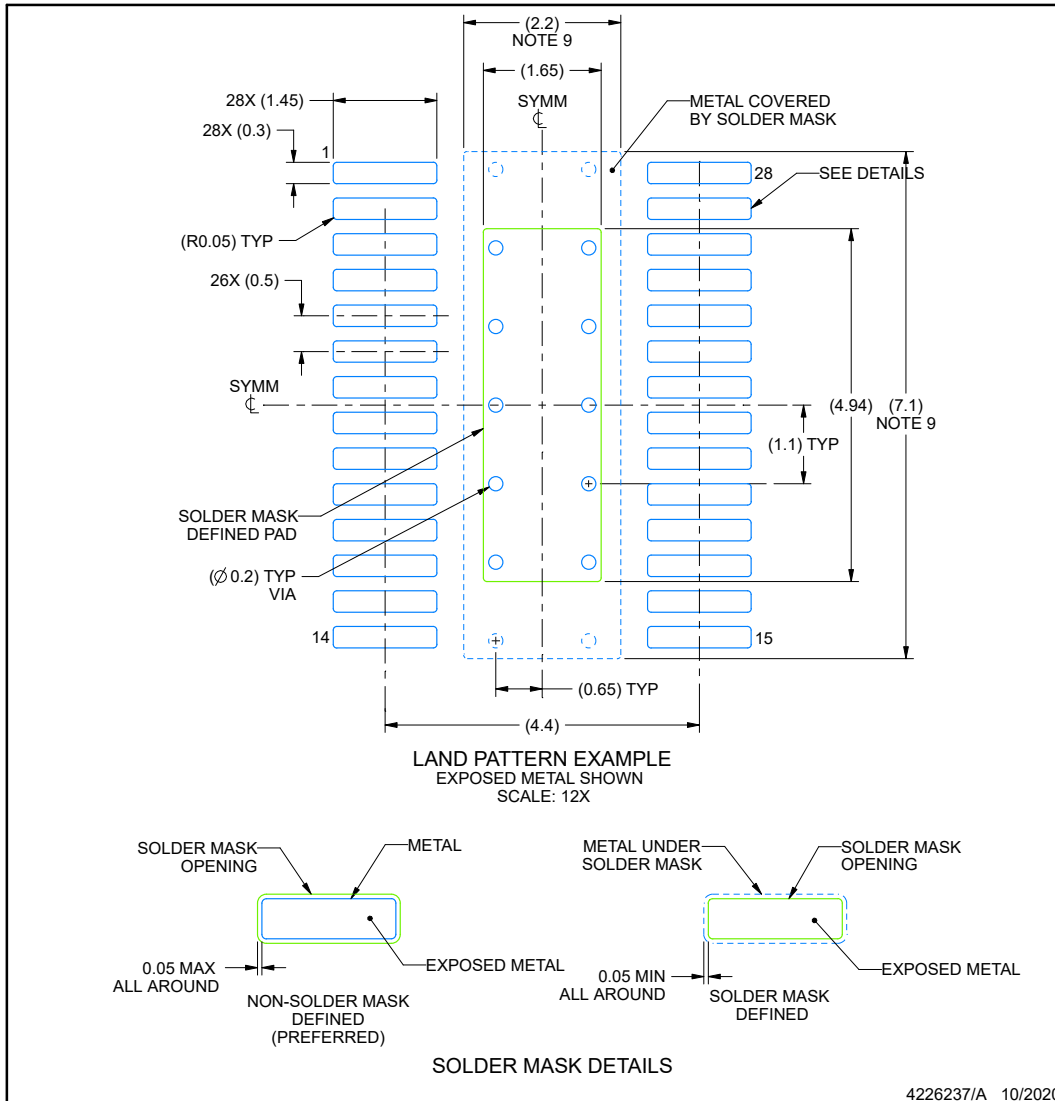 (2.2)
NOTE 9
(1.65)
SYMM
℄
METAL COVERED
BY SOLDER MASK
28X (1.45)
28X (0.3)
1
28
SEE DETAILS
(R0.05) TYP
26X (0.5)
SYMM
℄
(4.94)
(7.1)
NOTE 9
(1.1) TYP
SOLDER MASK
DEFINED PAD
(Ø 0.2) TYP
VIA
14
15
(0.65) TYP
(4.4)
LAND PATTERN EXAMPLE
EXPOSED METAL SHOWN
SCALE: 12X
SOLDER MASK
OPENING
METAL
EXPOSED METAL
0.05 MAX
ALL AROUND
NON-SOLDER MASK
DEFINED
(PREFERRED)
METAL UNDER
SOLDER MASK
SOLDER MASK
OPENING
EXPOSED METAL
0.05 MIN
ALL AROUND
SOLDER MASK
DEFINED
SOLDER MASK DETAILS
4226237/A 10/2020